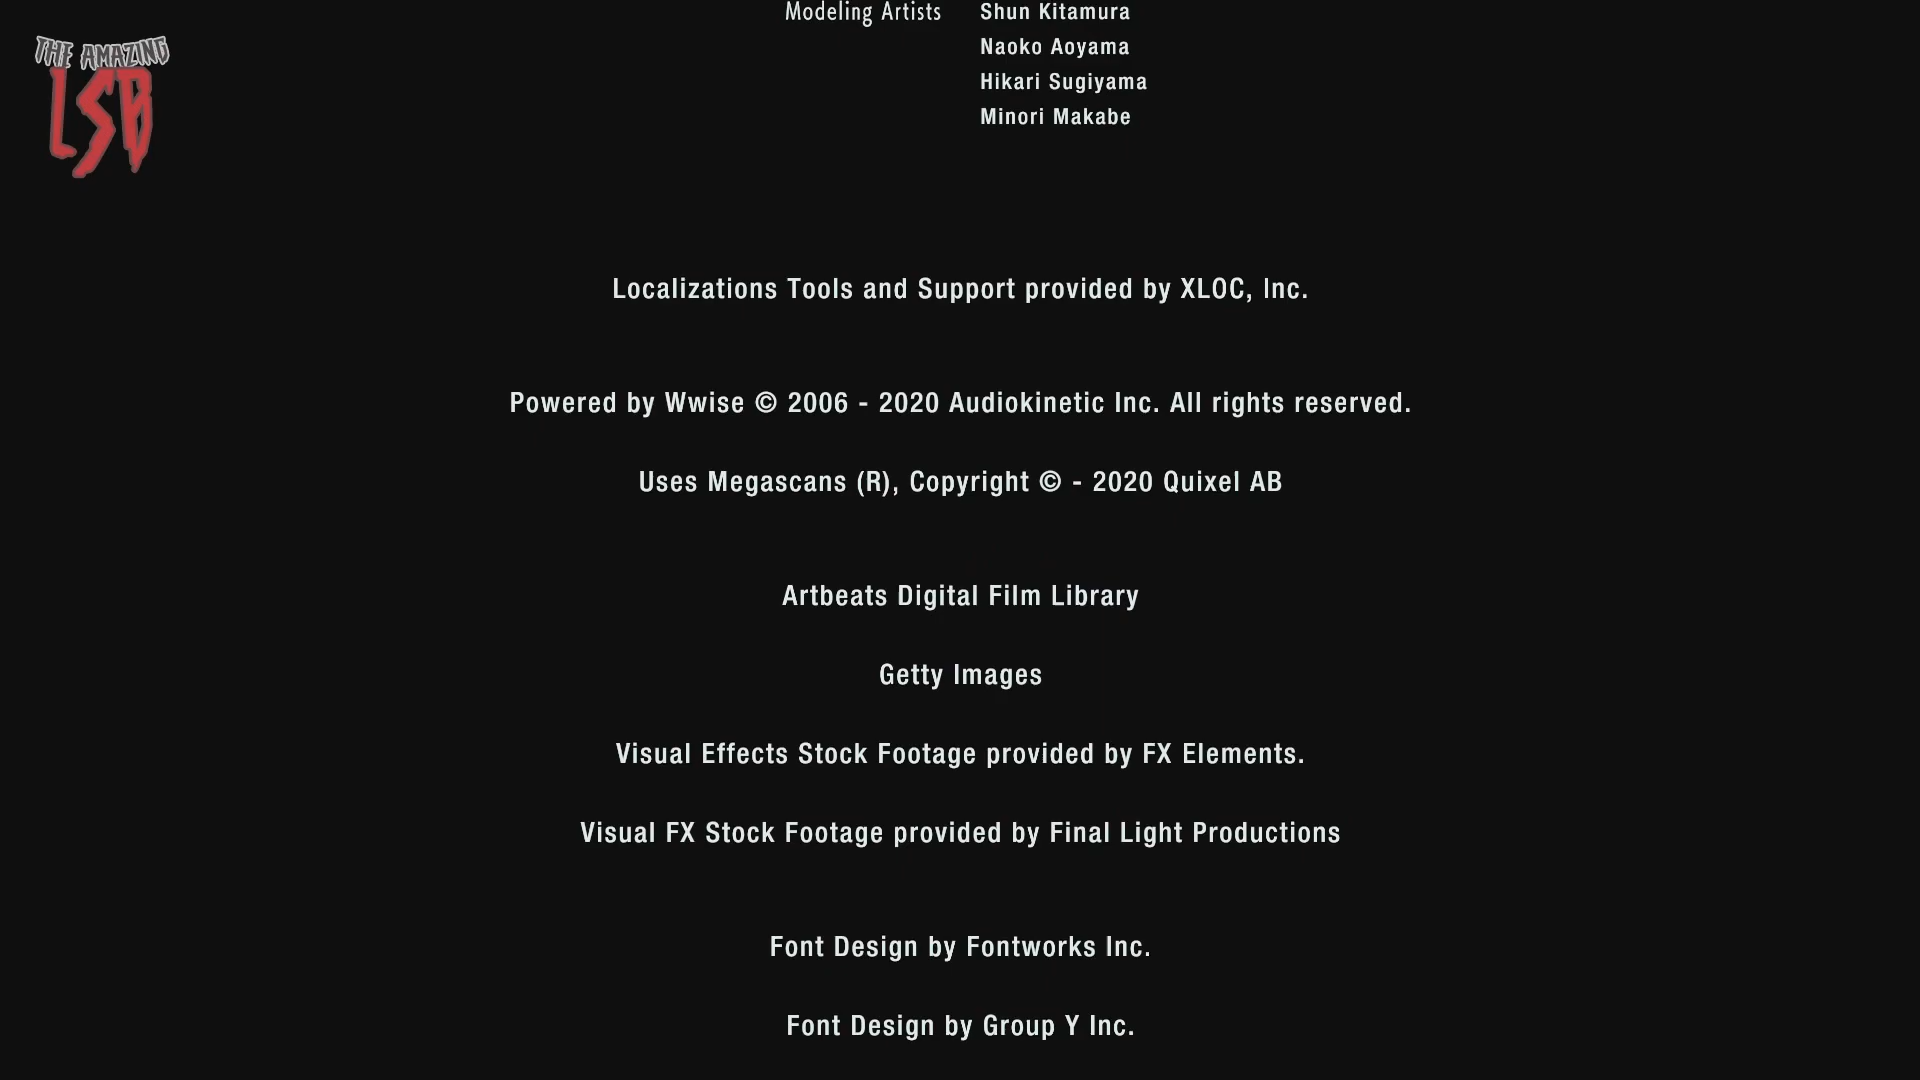 Modeling Artists Shun Kitamura
Naoko Aoyama
Hikari Sugiyama
Minori Makabe
THE AMAZING
LSB
Localizations Tools and Support provided by XLOC, Inc.
Powered by Wwise © 2006 - 2020 Audiokinetic Inc. All rights reserved.
Uses Megascans (R), Copyright © - 2020 Quixel AB
Artbeats Digital Film Library
Getty Images
Visual Effects Stock Footage provided by FX Elements.
Visual FX Stock Footage provided by Final Light Productions
Font Design by Fontworks Inc.
Font Design by Group Y Inc.